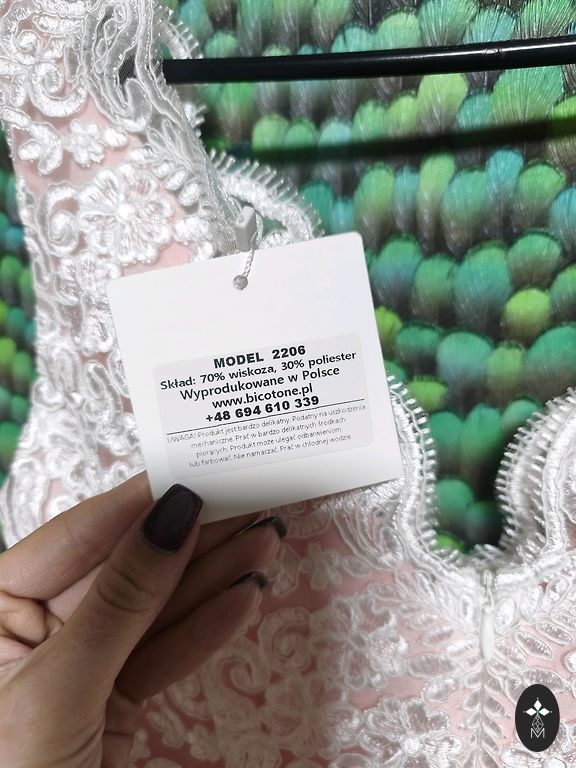 MODEL 2206
Skład: 70% wiskoza, 30% poliester
Wyprodukowane w Polsce
www.bicotone.pl
+48 694 610 339
UWAGA! Produkt jest bardzo delikatny. Podatny na uszkodzenia
mechaniczne. Prać w bardzo delikatnych środkach
piorących. Produkt może ulegać odbarwieniom
lub farbować. Nie namaczać. Prać w chłodnej wodzie
M